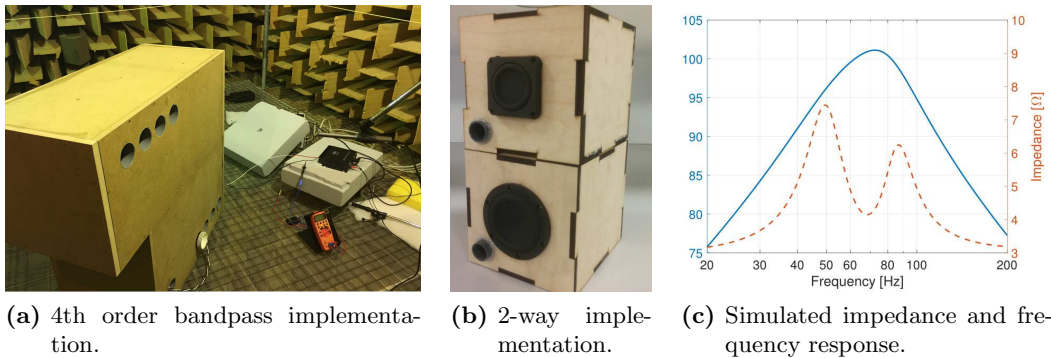 105
100
95
90
85
80
75
10
9
8
7
6
5
4
3
Impedance [Ω]
20 30 40 50 60 80 100 200
Frequency [Hz]
(a) 4th order bandpass implementa-
tion.
(b) 2-way imple-
mentation.
(c) Simulated impedance and fre-
quency response.